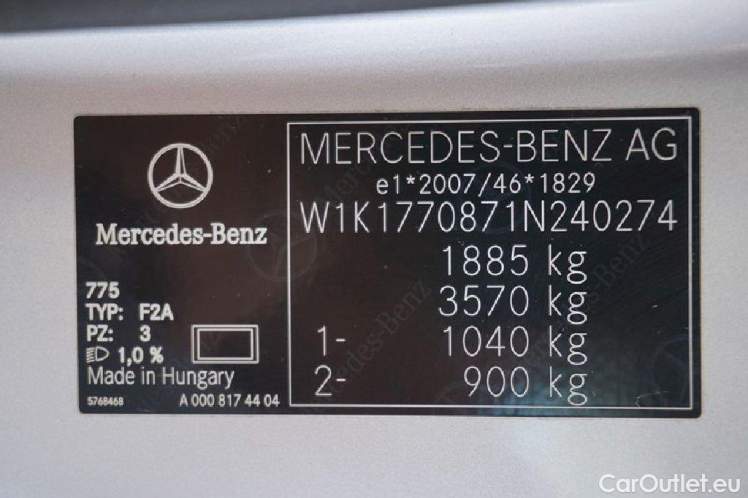 Mercedes-Benz
775
TYP: F2A
PZ: 3
1,0 %
Made in Hungary
5768468 A 000 817 44 04
MERCEDES-BENZ AG
e1*2007/46*1829
W1K1770871N240274
1885 kg
3570 kg
1- 1040 kg
2- 900 kg
CarOutlet.eu